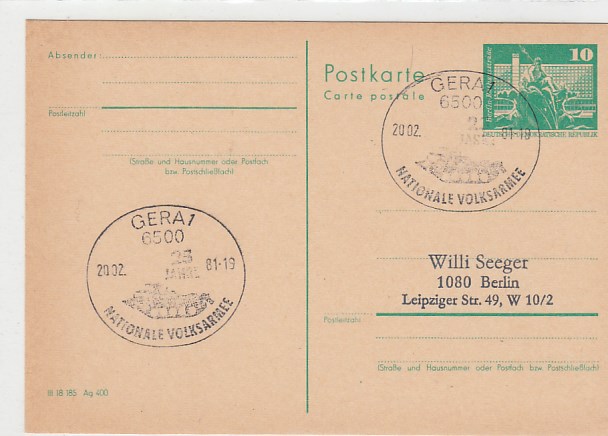 Absender:
Postleitzahl
(Straße und Hausnummer oder Postfach
bzw. Postschließfach)
GERA 1
6500
25
JAHRE
20.02. 81-19
NATIONALE VOLKSARMEE
III 18 185 Ag 400
Postkarte
Carte postale
10
DEUTSCHE DEMOKRATISCHE REPUBLIK
GERA 1
6500
JAHRE
20.02. 81-19
NATIONALE VOLKSARMEE
Willi Seeger
1080 Berlin
Leipziger Str. 49, W 10/2
Postleitzahl
(Straße und Hausnummer oder Postfach bzw. Postschließfach)